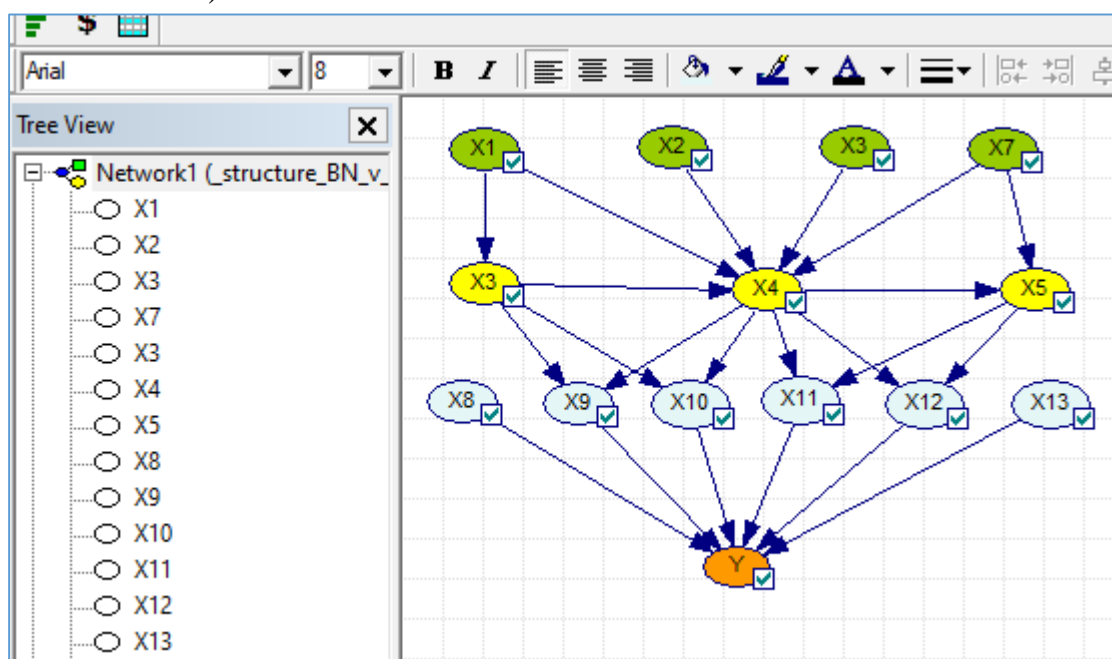 $
Arial 8 B I A
Tree View
Network1 (_structure_BN_v_
X1
X2
X3
X7
X3
X4
X5
X8
X9
X10
X11
X12
X13
X1 X2 X3 X7
X3 X4 X5
X8 X9 X10 X11 X12 X13
Y